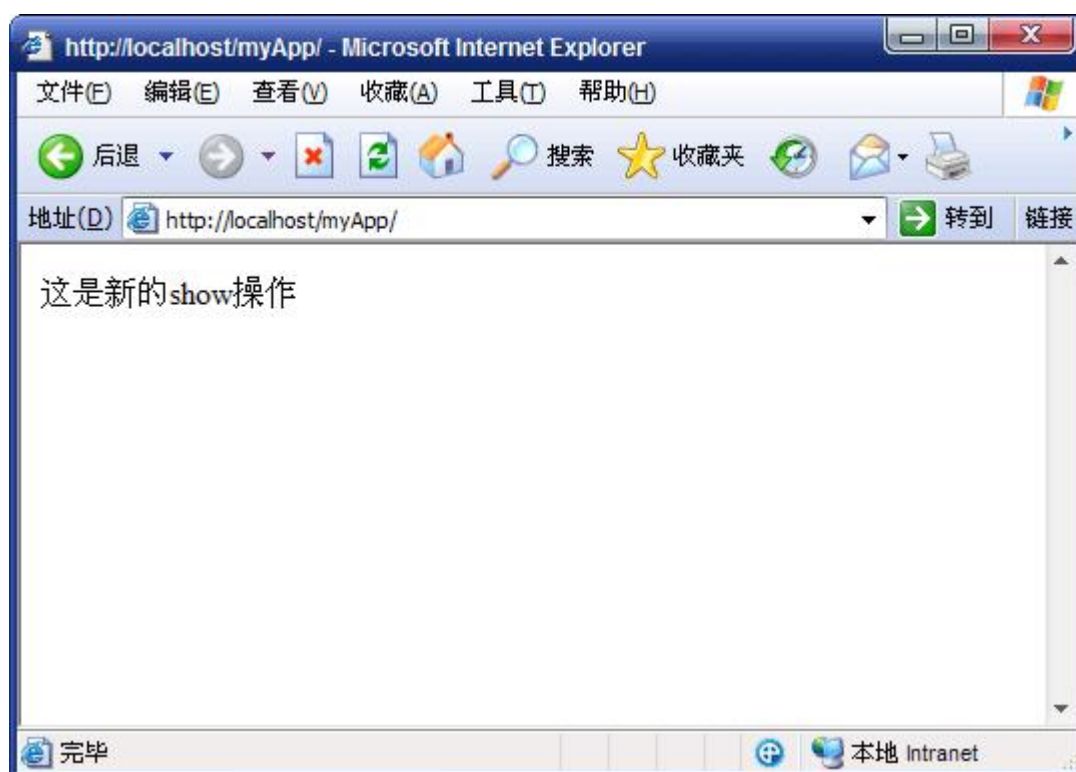 http://localhost/myApp/ - Microsoft Internet Explorer
文件(F) 编辑(E) 查看(V) 收藏(A) 工具(T) 帮助(H)
后退 搜索 收藏夹
地址(D) http://localhost/myApp/ 转到 链接
这是新的show操作
完毕 本地 Intranet